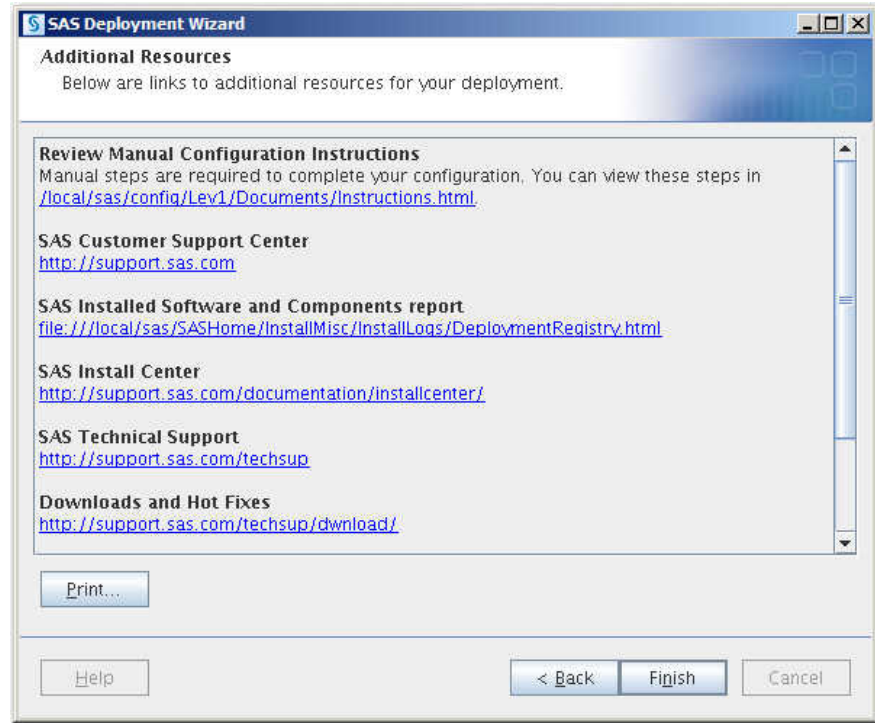 SAS Deployment Wizard
Additional Resources
Below are links to additional resources for your deployment.
Review Manual Configuration Instructions
Manual steps are required to complete your configuration. You can view these steps in
/local/sas/config/Lev1/Documents/Instructions.html.
SAS Customer Support Center
http://support.sas.com
SAS Installed Software and Components report
file:///local/sas/SASHome/InstallMisc/InstallLogs/DeploymentRegistry.html
SAS Install Center
http://support.sas.com/documentation/installcenter/
SAS Technical Support
http://support.sas.com/techsup
Downloads and Hot Fixes
http://support.sas.com/techsup/dwnload/
Print...
Help
< Back
Finish
Cancel